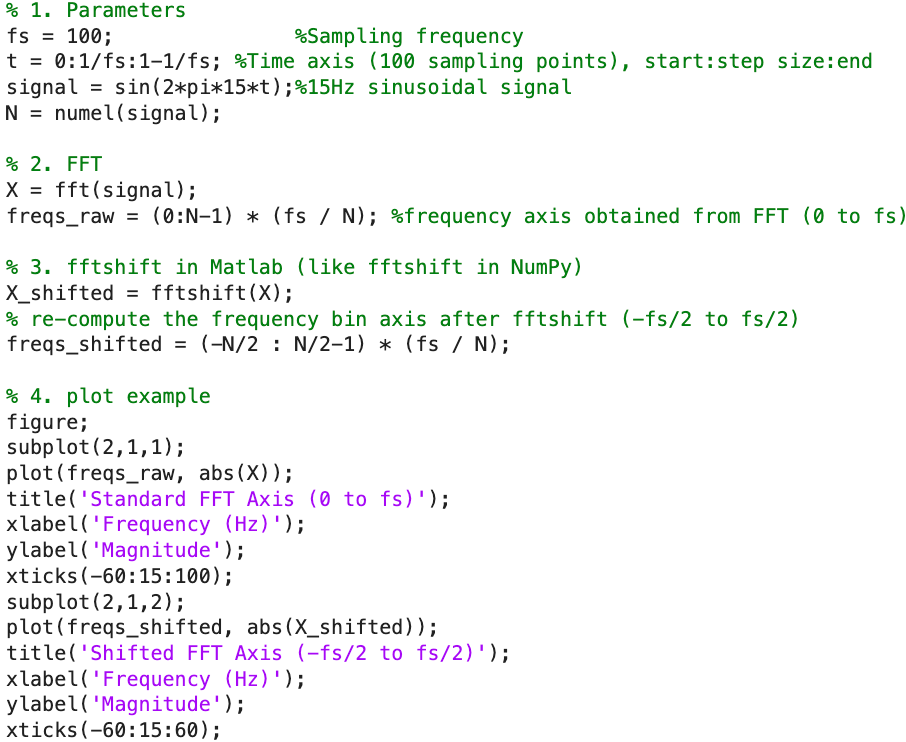 % 1. Parameters
fs = 100;               %Sampling frequency
t = 0:1/fs:1-1/fs; %Time axis (100 sampling points), start:step size:end
signal = sin(2*pi*15*t);%15Hz sinusoidal signal
N = numel(signal);

% 2. FFT
X = fft(signal);
freqs_raw = (0:N-1) * (fs / N); %frequency axis obtained from FFT (0 to fs)

% 3. fftshift in Matlab (like fftshift in NumPy)
X_shifted = fftshift(X);
% re-compute the frequency bin axis after fftshift (-fs/2 to fs/2)
freqs_shifted = (-N/2 : N/2-1) * (fs / N);

% 4. plot example
figure;
subplot(2,1,1);
plot(freqs_raw, abs(X));
title('Standard FFT Axis (0 to fs)');
xlabel('Frequency (Hz)');
ylabel('Magnitude');
xticks(-60:15:100);
subplot(2,1,2);
plot(freqs_shifted, abs(X_shifted));
title('Shifted FFT Axis (-fs/2 to fs/2)');
xlabel('Frequency (Hz)');
ylabel('Magnitude');
xticks(-60:15:60);